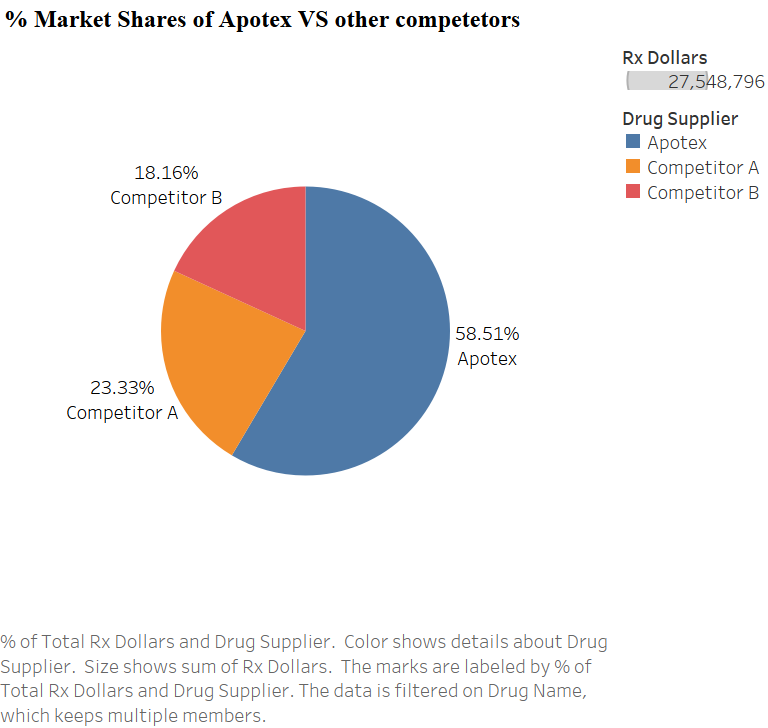 % Market Shares of Apotex VS other competetors
Rx Dollars
27,548,796
Drug Supplier
Apotex
Competitor A
Competitor B
18.16%
Competitor B
58.51%
Apotex
23.33%
Competitor A
% of Total Rx Dollars and Drug Supplier.  Color shows details about Drug
Supplier.  Size shows sum of Rx Dollars.  The marks are labeled by % of
Total Rx Dollars and Drug Supplier. The data is filtered on Drug Name,
which keeps multiple members.